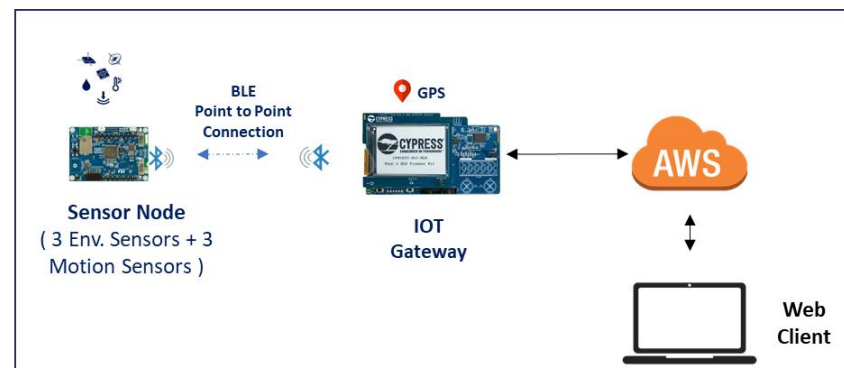 BLE
Point to Point
Connection
GPS
CYPRESS
AWS
Sensor Node
( 3 Env. Sensors + 3
Motion Sensors )
IOT
Gateway
Web
Client